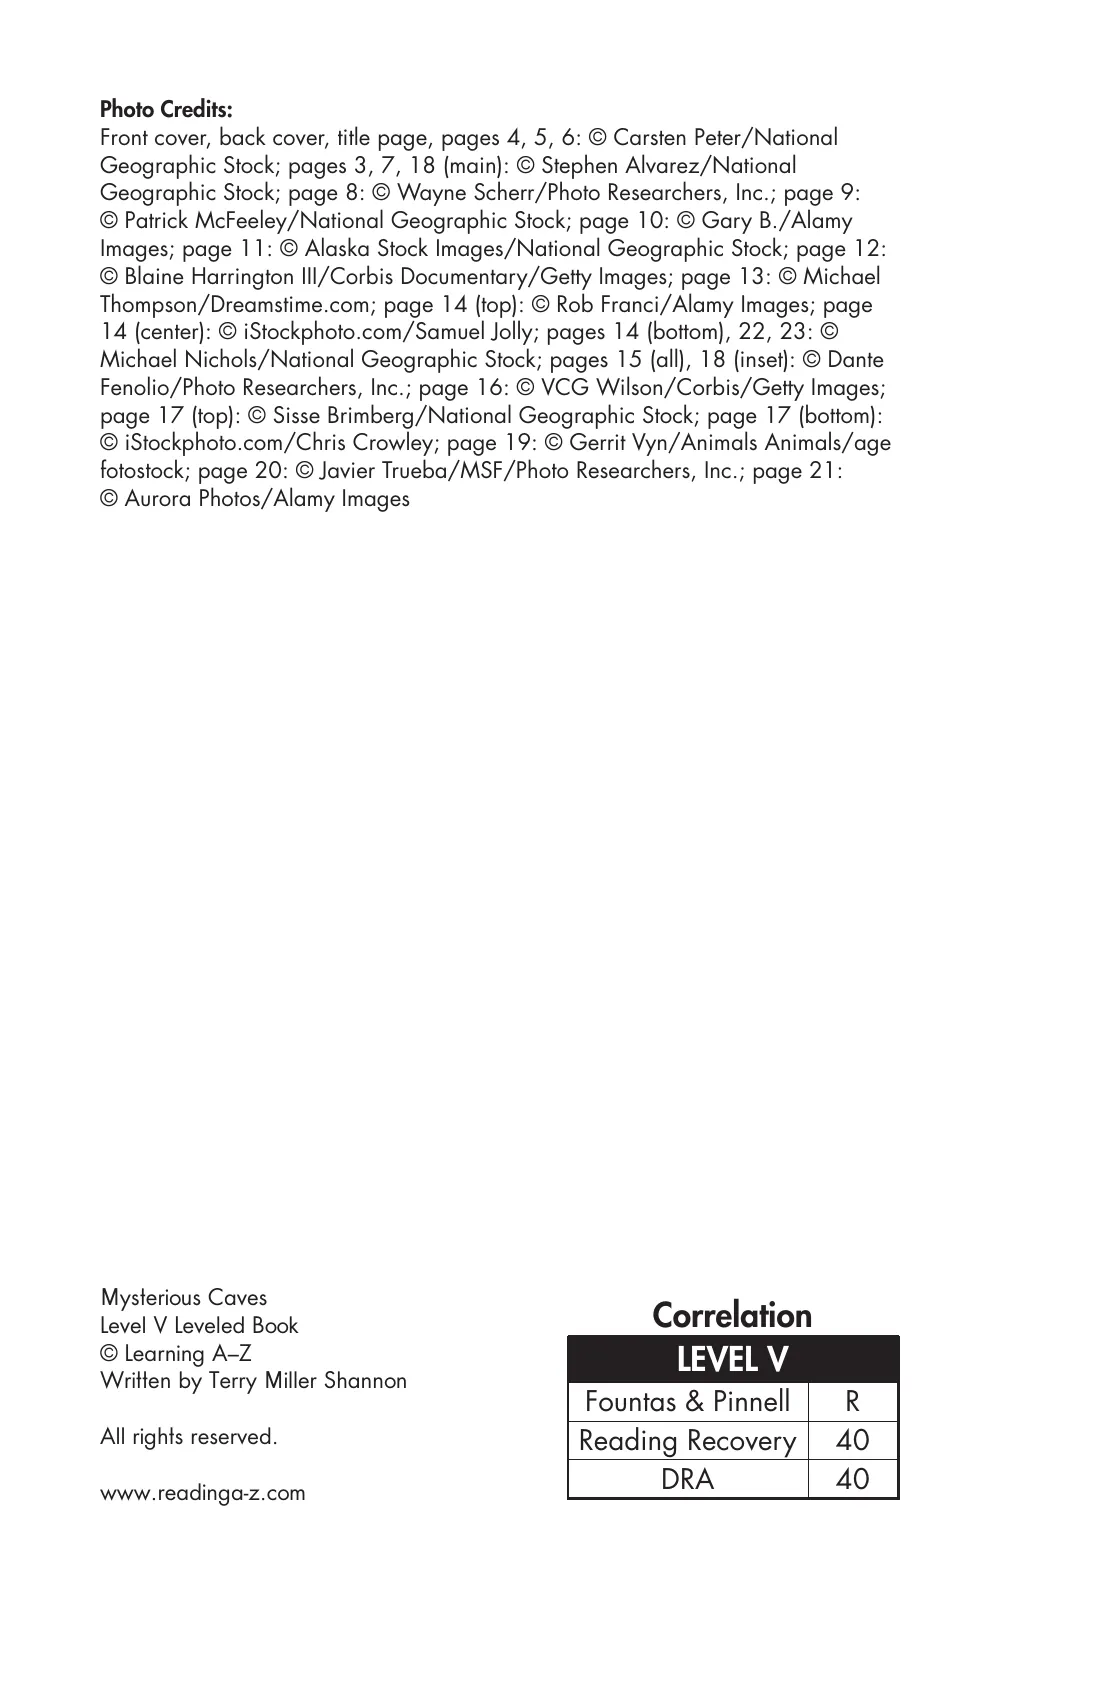 Photo Credits:
Front cover, back cover, title page, pages 4, 5, 6: © Carsten Peter/National
Geographic Stock; pages 3, 7, 18 (main): © Stephen Alvarez/National
Geographic Stock; page 8: © Wayne Scherr/Photo Researchers, Inc.; page 9:
© Patrick McFeeley/National Geographic Stock; page 10: © Gary B./Alamy
Images; page 11: © Alaska Stock Images/National Geographic Stock; page 12:
© Blaine Harrington III/Corbis Documentary/Getty Images; page 13: © Michael
Thompson/Dreamstime.com; page 14 (top): © Rob Franci/Alamy Images; page
14 (center): © iStockphoto.com/Samuel Jolly; pages 14 (bottom), 22, 23: ©
Michael Nichols/National Geographic Stock; pages 15 (all), 18 (inset): © Dante
Fenolio/Photo Researchers, Inc.; page 16: © VCG Wilson/Corbis/Getty Images;
page 17 (top): © Sisse Brimberg/National Geographic Stock; page 17 (bottom):
© iStockphoto.com/Chris Crowley; page 19: © Gerrit Vyn/Animals Animals/age
fotostock; page 20: © Javier Trueba/MSF/Photo Researchers, Inc.; page 21:
© Aurora Photos/Alamy Images
Mysterious Caves
Level V Leveled Book
© Learning A–Z
Written by Terry Miller Shannon
All rights reserved.
www.readinga-z.com
Correlation
LEVEL V
Fountas & Pinnell R
Reading Recovery 40
DRA 40